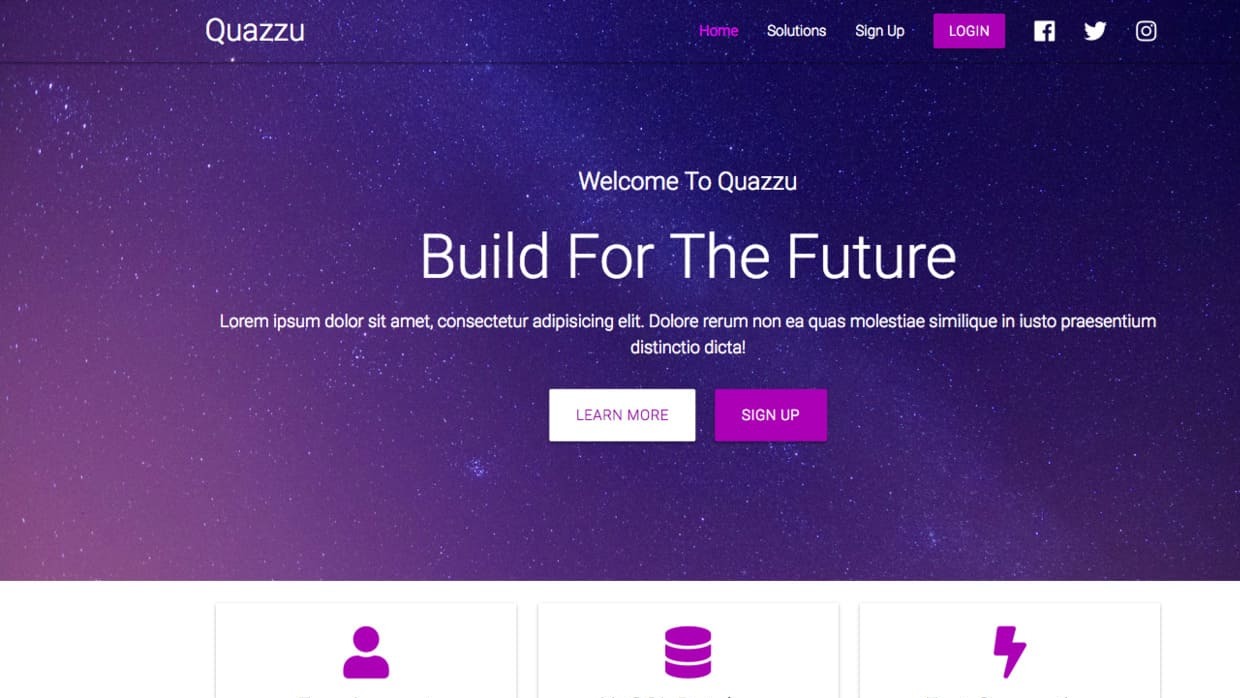 Quazzu
Home Solutions Sign Up LOGIN
Welcome To Quazzu
Build For The Future
Lorem ipsum dolor sit amet, consectetur adipisicing elit. Dolore rerum non ea quas molestiae similique in iusto praesentium
distinctio dicta!
LEARN MORE SIGN UP